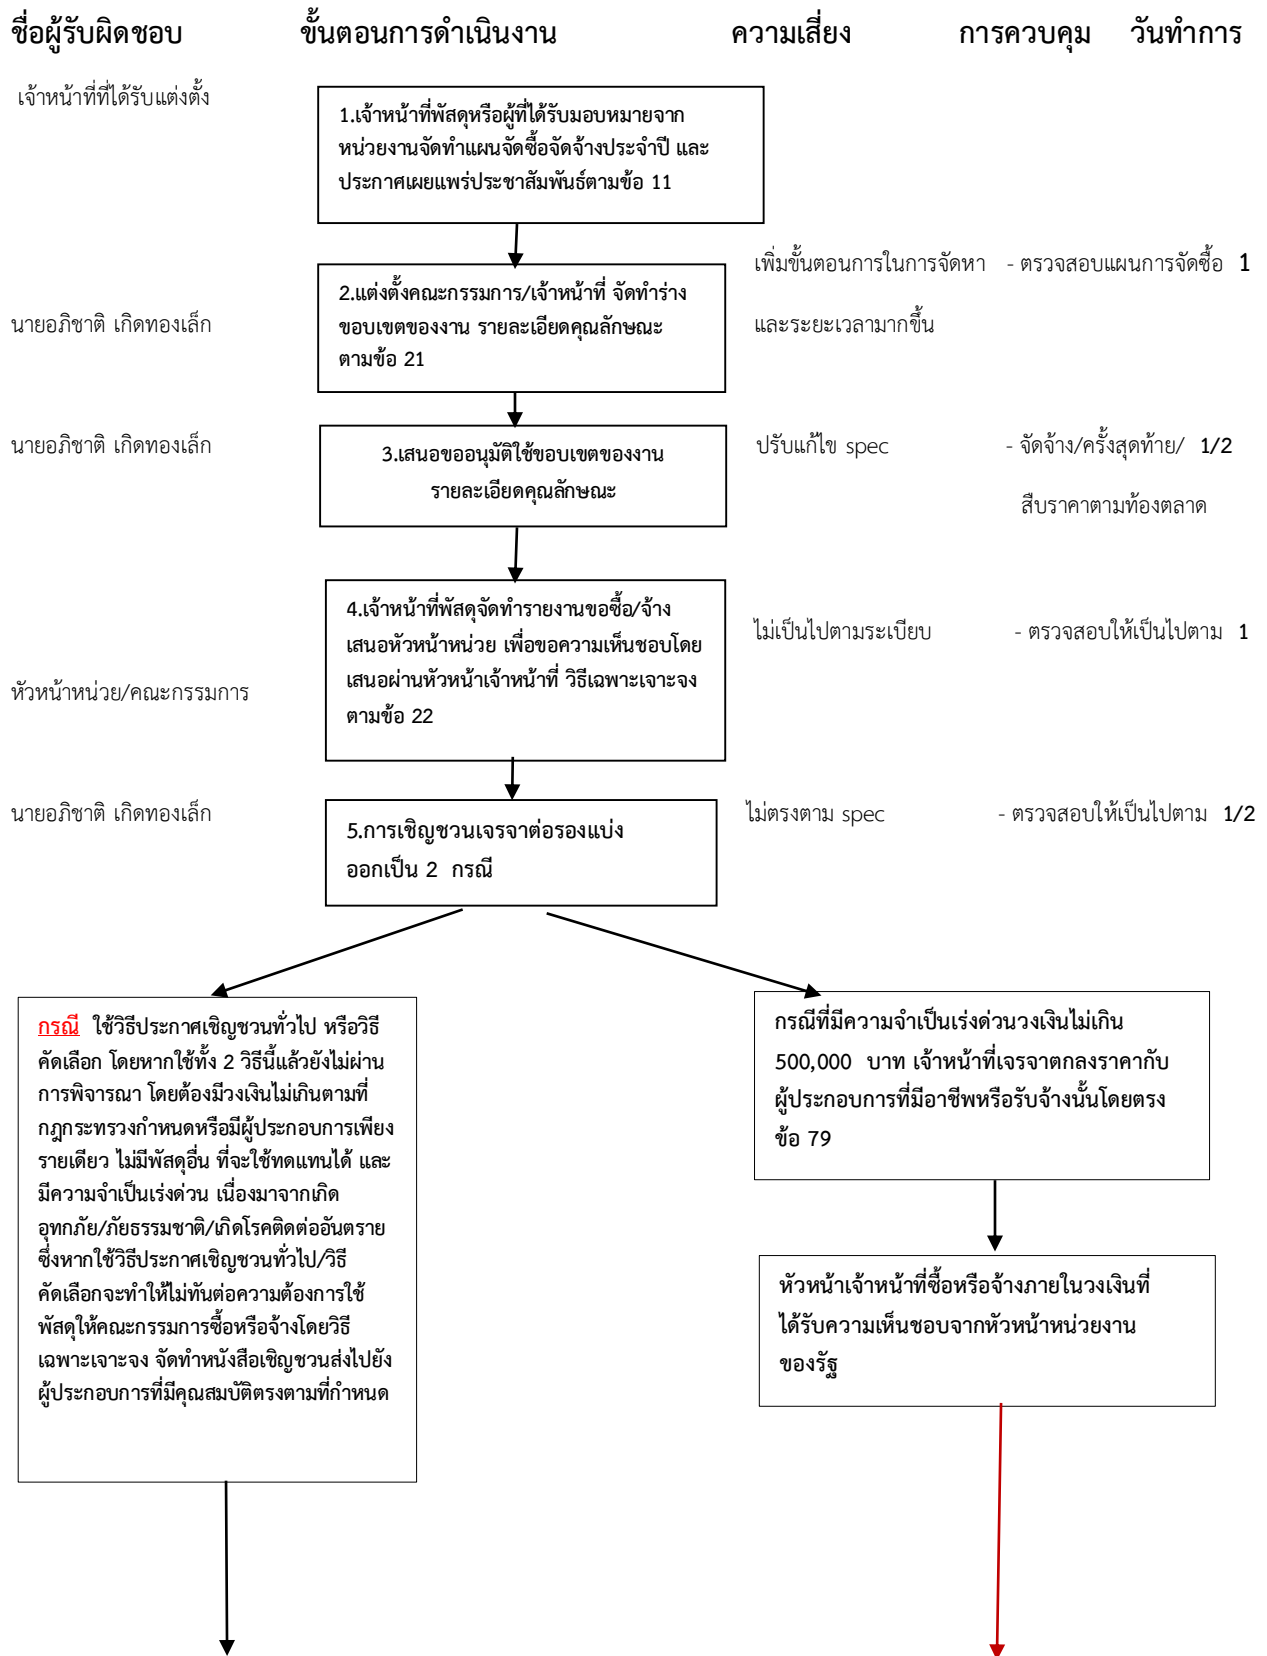 ชื่อผู้รับผิดชอบ ขั้นตอนการดำเนินงาน ความเสี่ยง การควบคุม วันทำการ
เจ้าหน้าที่ที่ได้รับแต่งตั้ง
1.เจ้าหน้าที่พัสดุหรือผู้ที่ได้รับมอบหมายจาก
หน่วยงานจัดทำแผนจัดซื้อจัดจ้างประจำปี และ
ประกาศเผยแพร่ประชาสัมพันธ์ตามข้อ 11
เพิ่มขั้นตอนการในการจัดหา - ตรวจสอบแผนการจัดซื้อ 1
2.แต่งตั้งคณะกรรมการ/เจ้าหน้าที่ จัดทำร่าง
ขอบเขตของงาน รายละเอียดคุณลักษณะ
ตามข้อ 21
นายอภิชาติ เกิดทองเล็ก
และระยะเวลามากขึ้น
นายอภิชาติ เกิดทองเล็ก
3.เสนอขออนุมัติใช้ขอบเขตของงาน
รายละเอียดคุณลักษณะ
ปรับแก้ไข spec - จัดจ้าง/ครั้งสุดท้าย/ 1/2
สืบราคาตามท้องตลาด
4.เจ้าหน้าที่พัสดุจัดทำรายงานขอซื้อ/จ้าง
เสนอหัวหน้าหน่วย เพื่อขอความเห็นชอบโดย
เสนอผ่านหัวหน้าเจ้าหน้าที่ วิธีเฉพาะเจาะจง
ตามข้อ 22
ไม่เป็นไปตามระเบียบ - ตรวจสอบให้เป็นไปตาม 1
หัวหน้าหน่วย/คณะกรรมการ
นายอภิชาติ เกิดทองเล็ก
5.การเชิญชวนเจรจาต่อรองแบ่ง
ออกเป็น 2 กรณี
ไม่ตรงตาม spec - ตรวจสอบให้เป็นไปตาม 1/2
กรณี ใช้วิธีประกาศเชิญชวนทั่วไป หรือวิธี
คัดเลือก โดยหากใช้ทั้ง 2 วิธีนี้แล้วยังไม่ผ่าน
การพิจารณา โดยต้องมีวงเงินไม่เกินตามที่
กฎกระทรวงกำหนดหรือมีผู้ประกอบการเพียง
รายเดียว ไม่มีพัสดุอื่น ที่จะใช้ทดแทนได้ และ
มีความจำเป็นเร่งด่วน เนื่องมาจากเกิด
อุทกภัย/ภัยธรรมชาติ/เกิดโรคติดต่ออันตราย
ซึ่งหากใช้วิธีประกาศเชิญชวนทั่วไป/วิธี
คัดเลือกจะทำให้ไม่ทันต่อความต้องการใช้
พัสดุให้คณะกรรมการซื้อหรือจ้างโดยวิธี
เฉพาะเจาะจง จัดทำหนังสือเชิญชวนส่งไปยัง
ผู้ประกอบการที่มีคุณสมบัติตรงตามที่กำหนด
กรณีที่มีความจำเป็นเร่งด่วนวงเงินไม่เกิน
500,000 บาท เจ้าหน้าที่เจรจาตกลงราคากับ
ผู้ประกอบการที่มีอาชีพหรือรับจ้างนั้นโดยตรง
ข้อ 79
หัวหน้าเจ้าหน้าที่ซื้อหรือจ้างภายในวงเงินที่
ได้รับความเห็นชอบจากหัวหน้าหน่วยงาน
ของรัฐ